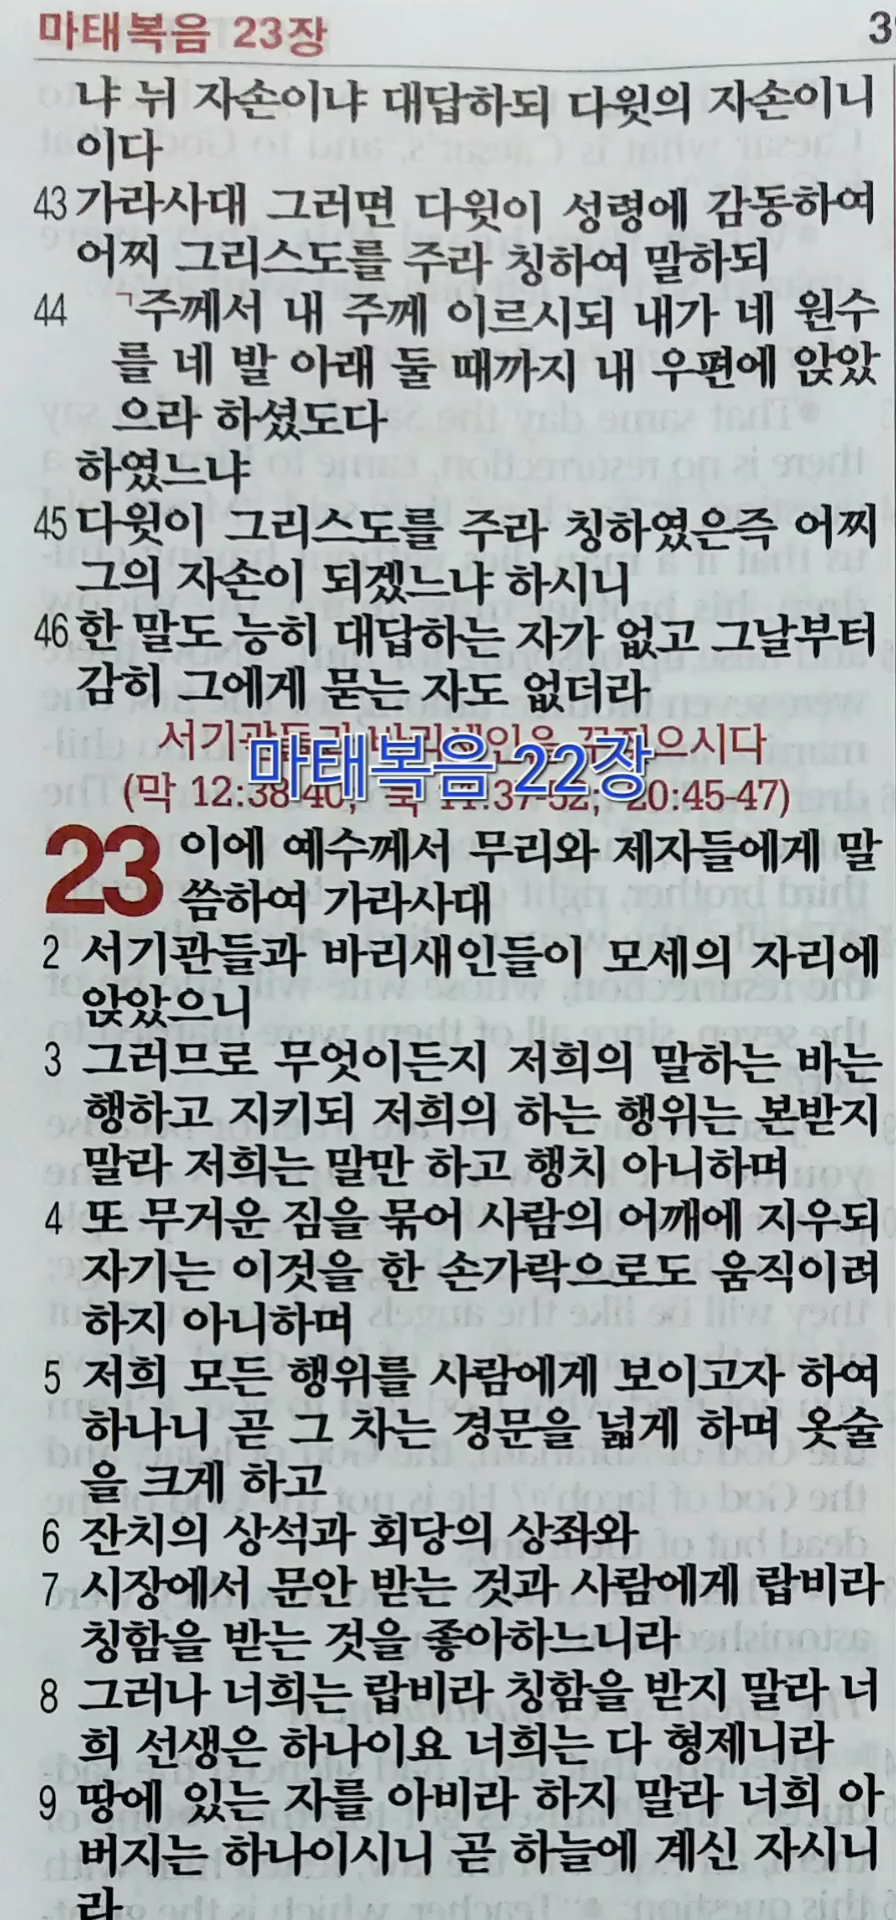 마태복음 23장
냐 뉘 자손이냐 대답하되 다윗의 자손이니
이다
43 가라사대 그러면 다윗이 성령에 감동하여
어찌 그리스도를 주라 칭하여 말하되
44 ㄱ주께서 내 주께 이르시되 내가 네 원수
를 네 발 아래 둘 때까지 내 우편에 앉았
으라 하셨도다
하였느냐
45 다윗이 그리스도를 주라 칭하였은즉 어찌
그의 자손이 되겠느냐 하시니
46 한 말도 능히 대답하는 자가 없고 그날부터
감히 그에게 묻는 자도 없더라
서기관들과 바리새인을 꾸짖으시다
마태복음 22장
(막 12:38-40; 눅 11:37-52; 20:45-47)
23 이에 예수께서 무리와 제자들에게 말
씀하여 가라사대
2 서기관들과 바리새인들이 모세의 자리에
앉았으니
3 그러므로 무엇이든지 저희의 말하는 바는
행하고 지키되 저희의 하는 행위는 본받지
말라 저희는 말만 하고 행치 아니하며
4 또 무거운 짐을 묶어 사람의 어깨에 지우되
자기는 이것을 한 손가락으로도 움직이려
하지 아니하며
5 저희 모든 행위를 사람에게 보이고자 하여
하나니 곧 그 차는 경문을 넓게 하며 옷술
을 크게 하고
6 잔치의 상석과 회당의 상좌와
7 시장에서 문안 받는 것과 사람에게 랍비라
칭함을 받는 것을 좋아하느니라
8 그러나 너희는 랍비라 칭함을 받지 말라 너
희 선생은 하나이요 너희는 다 형제니라
9 땅에 있는 자를 아비라 하지 말라 너희 아
버지는 하나이시니 곧 하늘에 계신 자시니
라